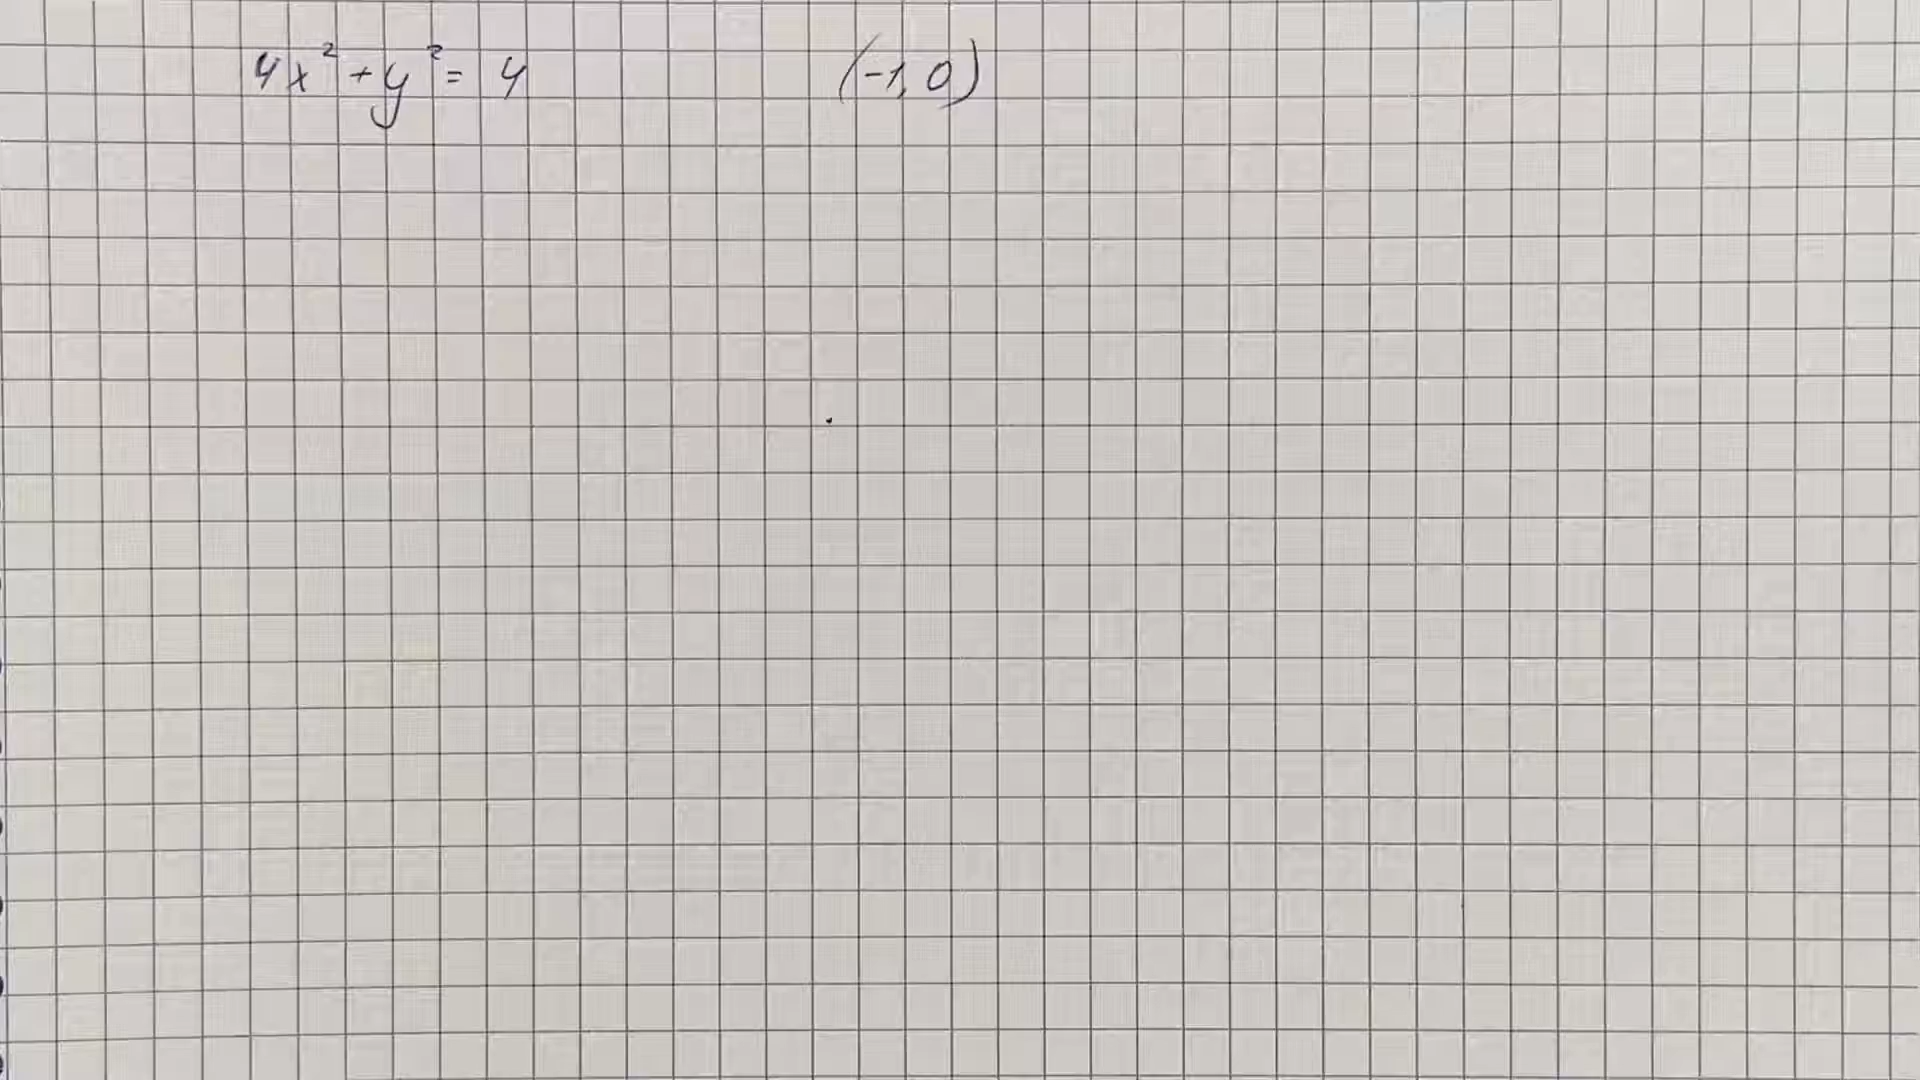 4x² + y² = 4 (-1, 0)